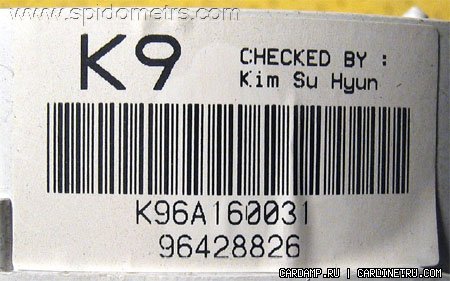 www.spidometrs.com
K9
CHECKED BY :
Kim Su Hyun
K96A160031
96428826
CARDAMP.RU | CARDINETRU.COM